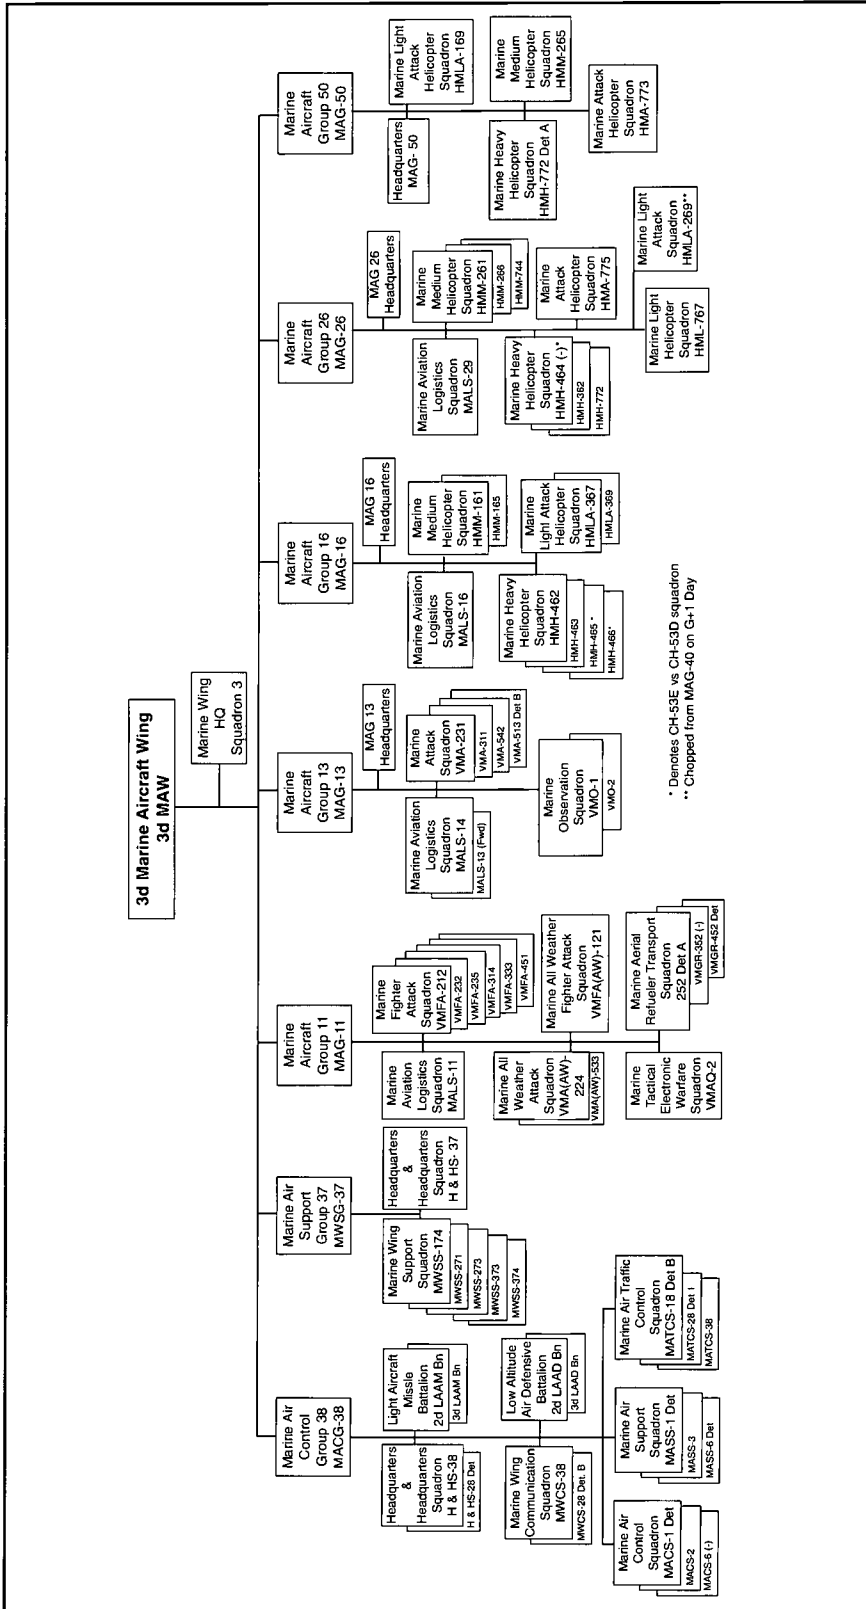 3d Marine Aircraft Wing
3d MAW
Marine Wing
HQ
Squadron 3
Marine Air
Control
Group 38
MACG-38
Headquarters
&
Headquarters
Squadron
H & HS-38
H & HS-28 Det
Light Aircraft
Missle
Battalion
2d LAAM Bn
3d LAAM Bn
Marine Wing
Communication
Squadron
MWCS-38
MWCS-28 Det. B
Low Altitude
Air Defensive
Battalion
2d LAAD Bn
3d LAAD Bn
Marine Air
Control
Squadron
MACS-1 Det
MACS-2
MACS-6 (-)
Marine Air
Support
Squadron
MASS-1 Det
MASS-3
MASS-6 Det
Marine Air Traffic
Control
Squadron
MATCS-18 Det B
MATCS-28 Det 1
MATCS-38
Marine Air
Support
Group 37
MWSG-37
Marine Wing
Support
Squadron
MWSS-174
MWSS-271
MWSS-273
MWSS-373
MWSS-374
Headquarters
&
Headquarters
Squadron
H & HS- 37
Marine
Aircraft
Group 11
MAG-11
Marine
Aviation
Logistics
Squadron
MALS-11
Marine
Fighter
Attack
Squadron
VMFA-212
VMFA-232
VMFA-235
VMFA-314
VMFA-333
VMFA-451
Marine All
Weather
Attack
Squadron
VMA(AW)-
224
VMA(AW)-533
Marine All Weather
Fighter Attack
Squadron
VMFA(AW)-121
Marine
Tactical
Electronic
Warfare
Squadron
VMAQ-2
Marine Aerial
Refueler Transport
Squadron
252 Det A
VMGR-352 (-)
VMGR-452 Det
Marine
Aircraft
Group 13
MAG-13
MAG 13
Headquarters
Marine Aviation
Logistics
Squadron
MALS-14
MALS-13 (Fwd)
Marine
Attack
Squadron
VMA-231
VMA-311
VMA-542
VMA-513 Det B
Marine
Observation
Squadron
VMO-1
VMO-2
Marine
Aircraft
Group 16
MAG-16
MAG 16
Headquarters
Marine Aviation
Logistics
Squadron
MALS-16
Marine
Medium
Helicopter
Squadron
HMM-161
HMM-165
Marine Heavy
Helicopter
Squadron
HMH-462
HMH-463
HMH-465 *
HMH-466*
Marine
Light Attack
Helicopter
Squadron
HMLA-367
HMLA-369
Marine
Aircraft
Group 26
MAG-26
MAG 26
Headquarters
Marine Aviation
Logistics
Squadron
MALS-29
Marine
Medium
Helicopter
Squadron
HMM-261
HMM-266
HMM-744
Marine Heavy
Helicopter
Squadron
HMH-464 (-)*
HMH-362
HMH-772
Marine
Attack
Helicopter
Squadron
HMA-775
Marine Light
Helicopter
Squadron
HML-767
Marine Light
Attack
Squadron
HMLA-269**
Marine
Aircraft
Group 50
MAG-50
Headquarters
MAG- 50
Marine Light
Attack
Helicopter
Squadron
HMLA-169
Marine Heavy
Helicopter
Squadron
HMH-772 Det A
Marine
Medium
Helicopter
Squadron
HMM-265
Marine Attack
Helicopter
Squadron
HMA-773
* Denotes CH-53E vs CH-53D squadron
** Chopped from MAG-40 on G+1 Day